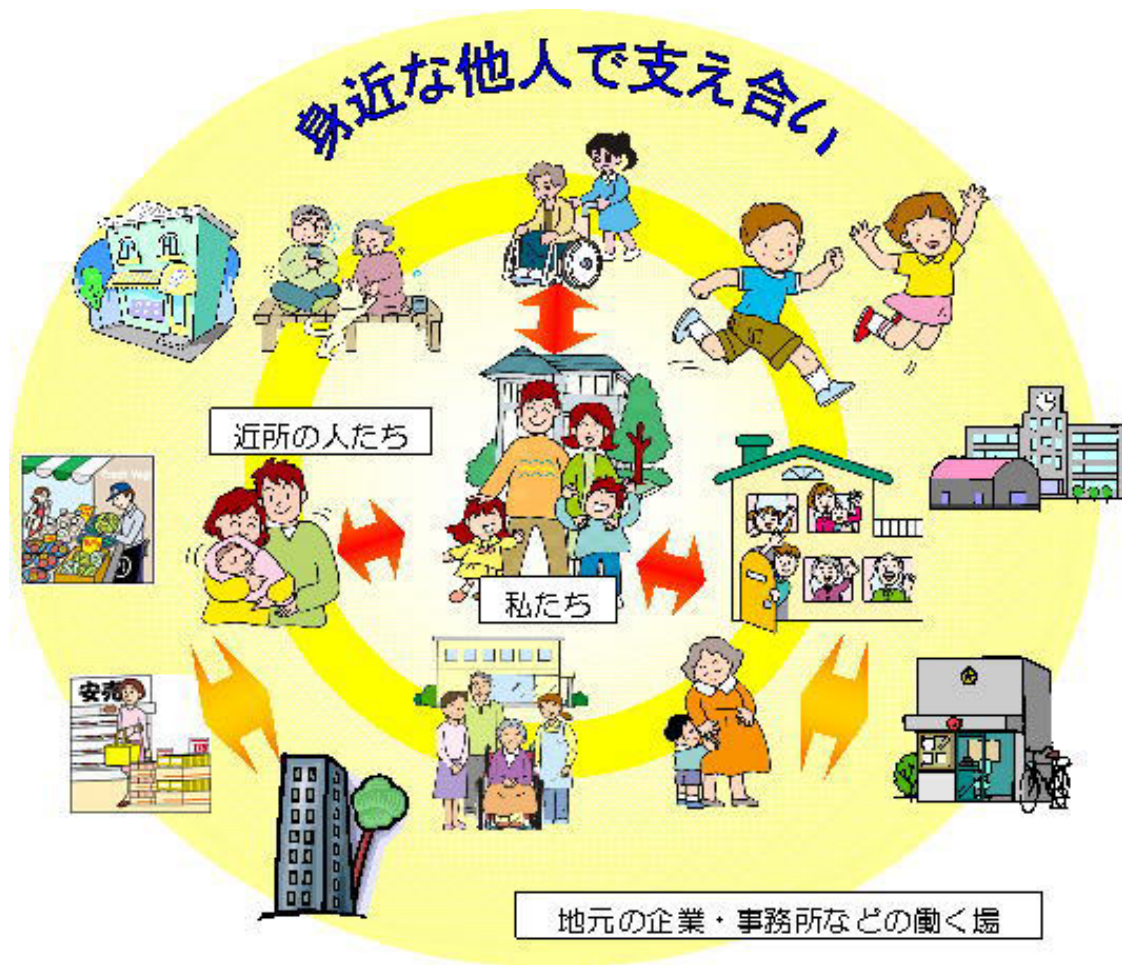 身近な他人で支え合い
近所の人たち
私たち
安売
地元の企業・事務所などの働く場